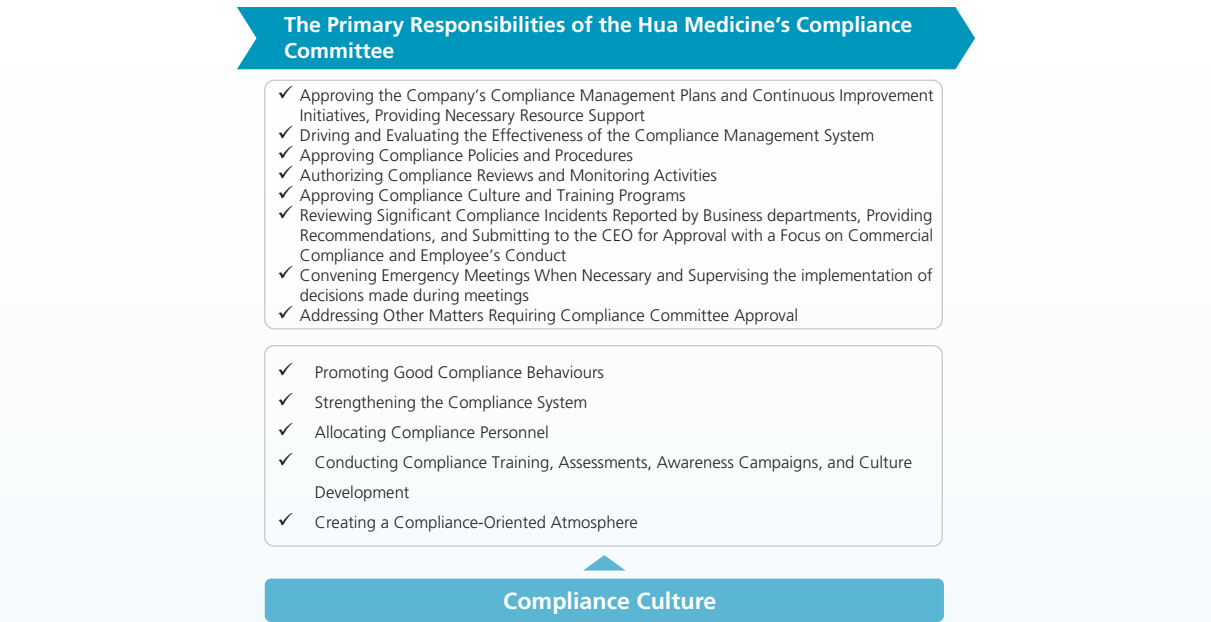 The Primary Responsibilities of the Hua Medicine’s Compliance
Committee
✓ Approving the Company’s Compliance Management Plans and Continuous Improvement
Initiatives, Providing Necessary Resource Support
✓ Driving and Evaluating the Effectiveness of the Compliance Management System
✓ Approving Compliance Policies and Procedures
✓ Authorizing Compliance Reviews and Monitoring Activities
✓ Approving Compliance Culture and Training Programs
✓ Reviewing Significant Compliance Incidents Reported by Business departments, Providing
Recommendations, and Submitting to the CEO for Approval with a Focus on Commercial
Compliance and Employee’s Conduct
✓ Convening Emergency Meetings When Necessary and Supervising the implementation of
decisions made during meetings
✓ Addressing Other Matters Requiring Compliance Committee Approval
✓ Promoting Good Compliance Behaviours
✓ Strengthening the Compliance System
✓ Allocating Compliance Personnel
✓ Conducting Compliance Training, Assessments, Awareness Campaigns, and Culture
Development
✓ Creating a Compliance-Oriented Atmosphere
Compliance Culture